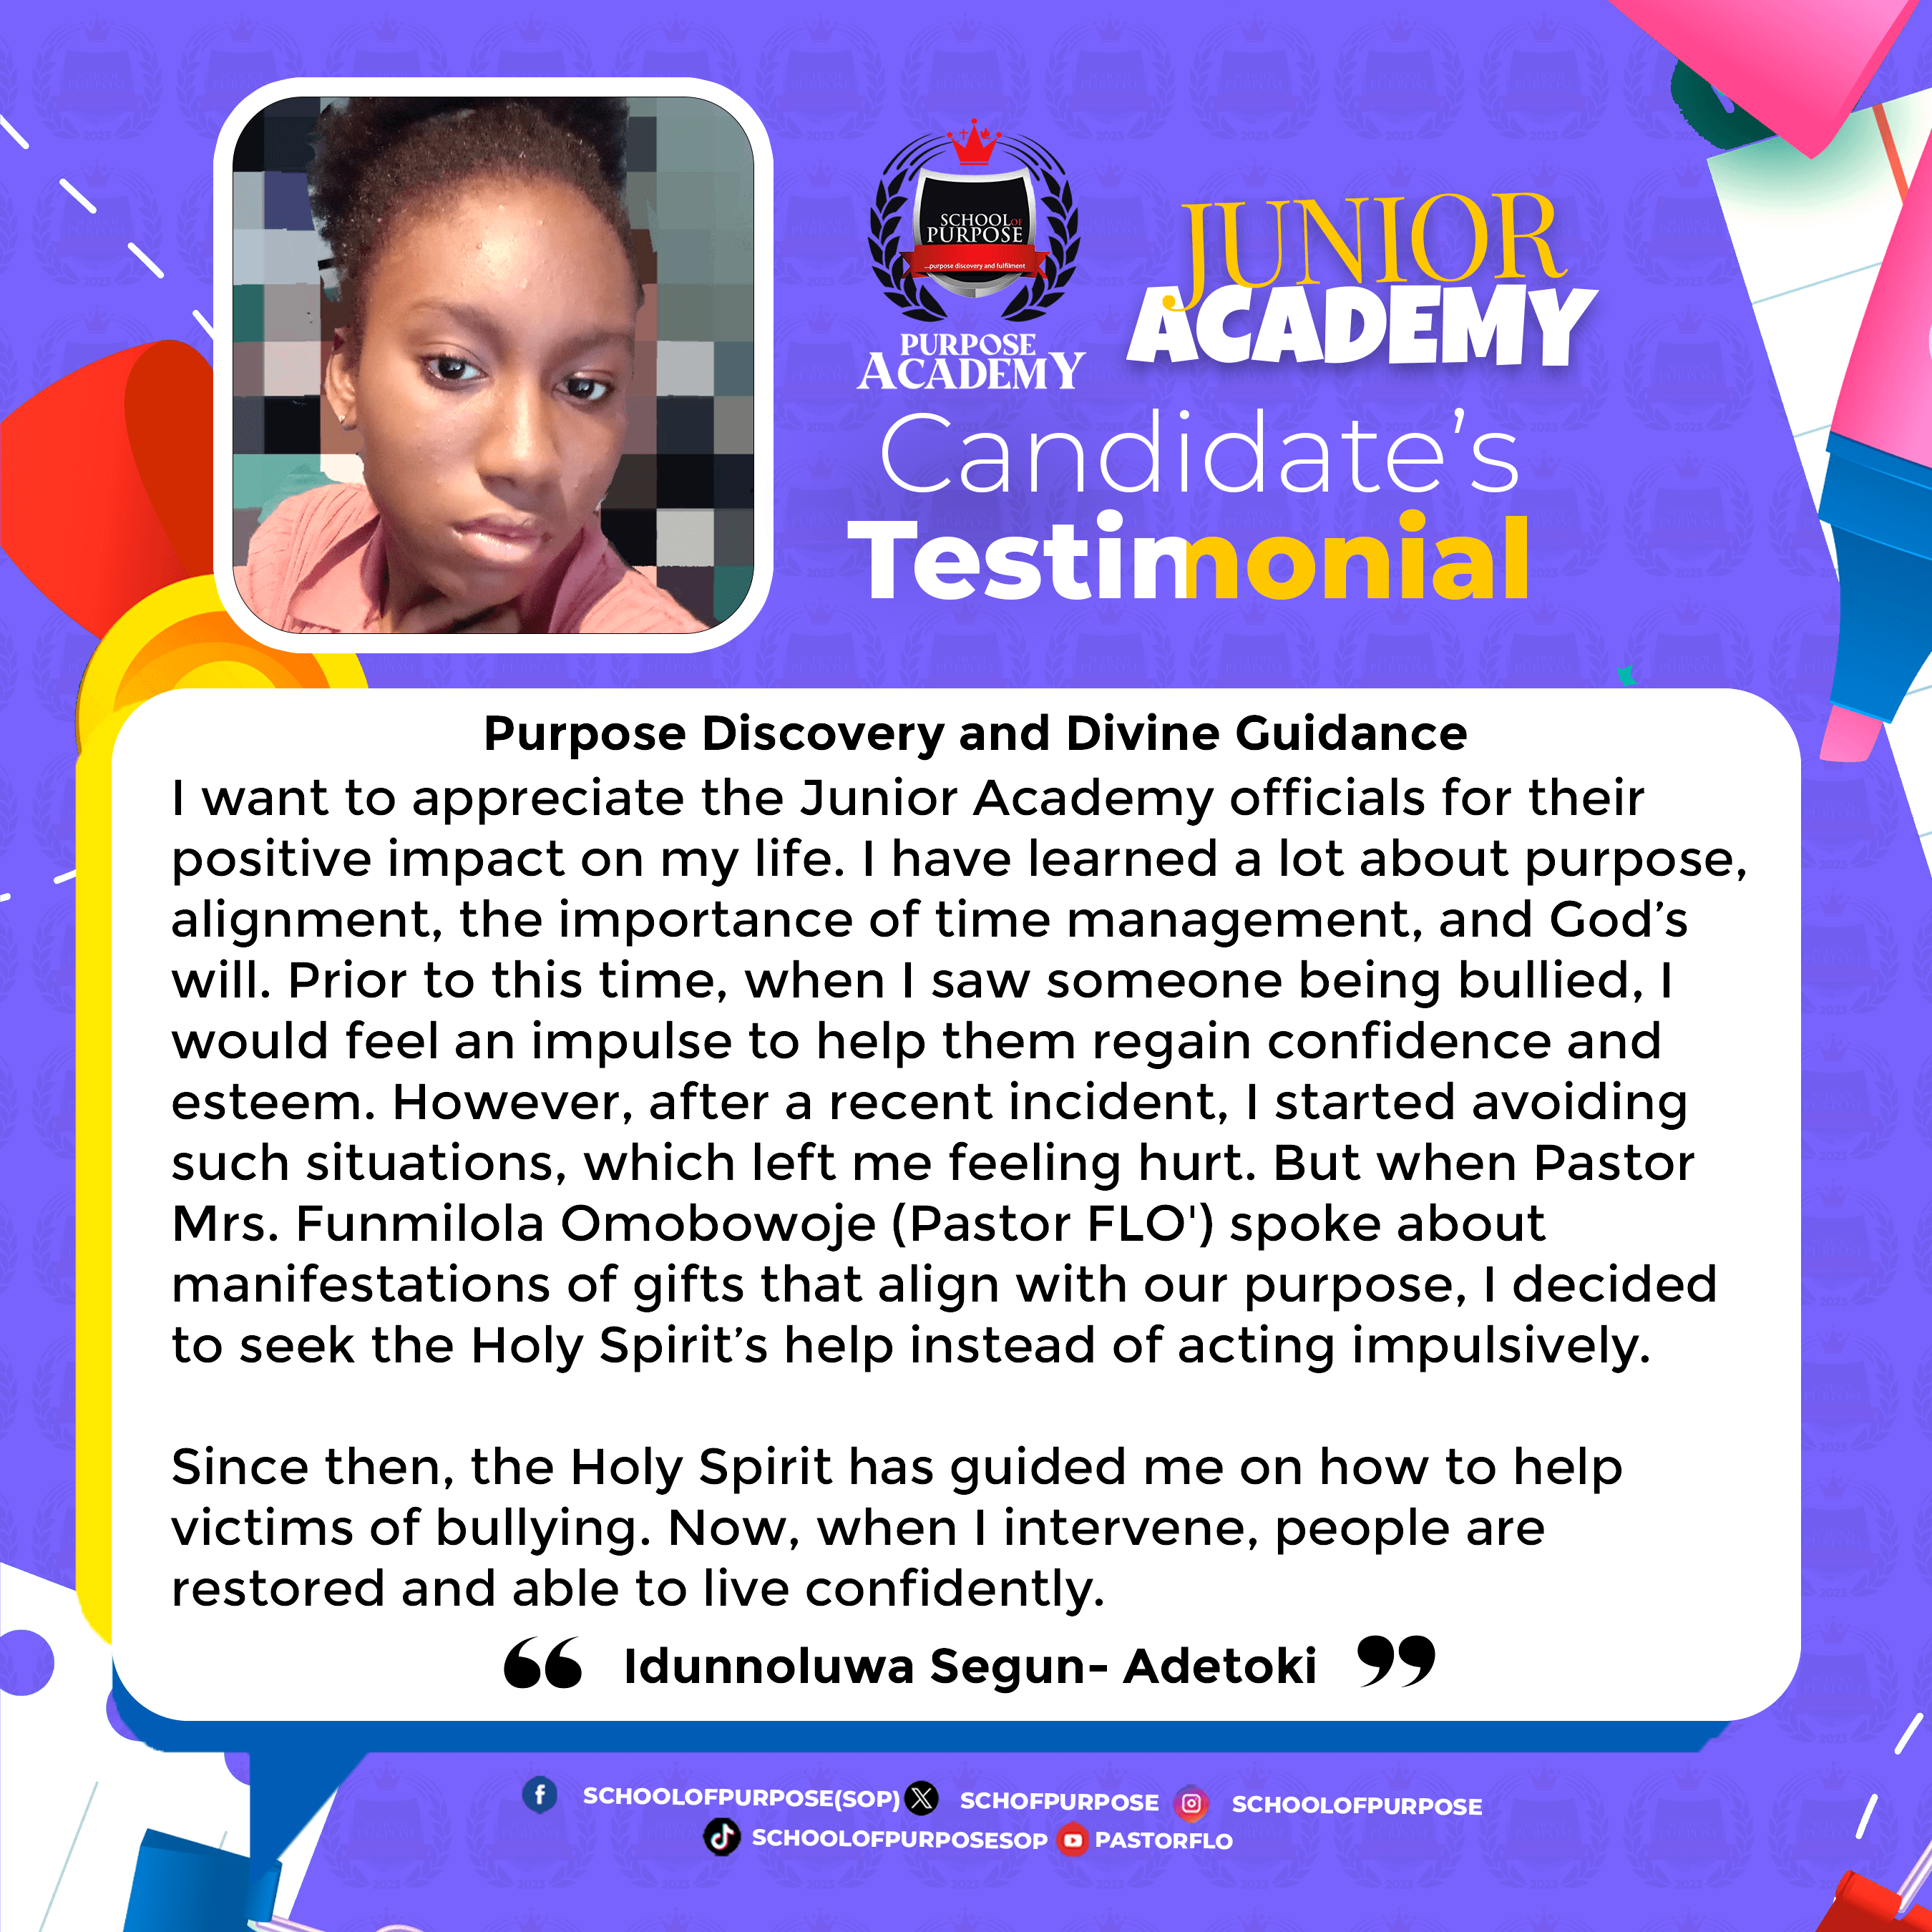 SCHOOL OF
PURPOSE
...purpose discovery and fulfilment
PURPOSE
ACADEMY
JUNIOR
ACADEMY
Candidate's
Testimonial
Purpose Discovery and Divine Guidance
I want to appreciate the Junior Academy officials for their
positive impact on my life. I have learned a lot about purpose,
alignment, the importance of time management, and God’s
will. Prior to this time, when I saw someone being bullied, I
would feel an impulse to help them regain confidence and
esteem. However, after a recent incident, I started avoiding
such situations, which left me feeling hurt. But when Pastor
Mrs. Funmilola Omobowoje (Pastor FLO') spoke about
manifestations of gifts that align with our purpose, I decided
to seek the Holy Spirit’s help instead of acting impulsively.
Since then, the Holy Spirit has guided me on how to help
victims of bullying. Now, when I intervene, people are
restored and able to live confidently.
“ Idunnoluwa Segun- Adetoki ”
SCHOOLOFPURPOSE(SOP) SCHOFPURPOSE SCHOOLOFPURPOSE
SCHOOLOFPURPOSESOP PASTORFLO